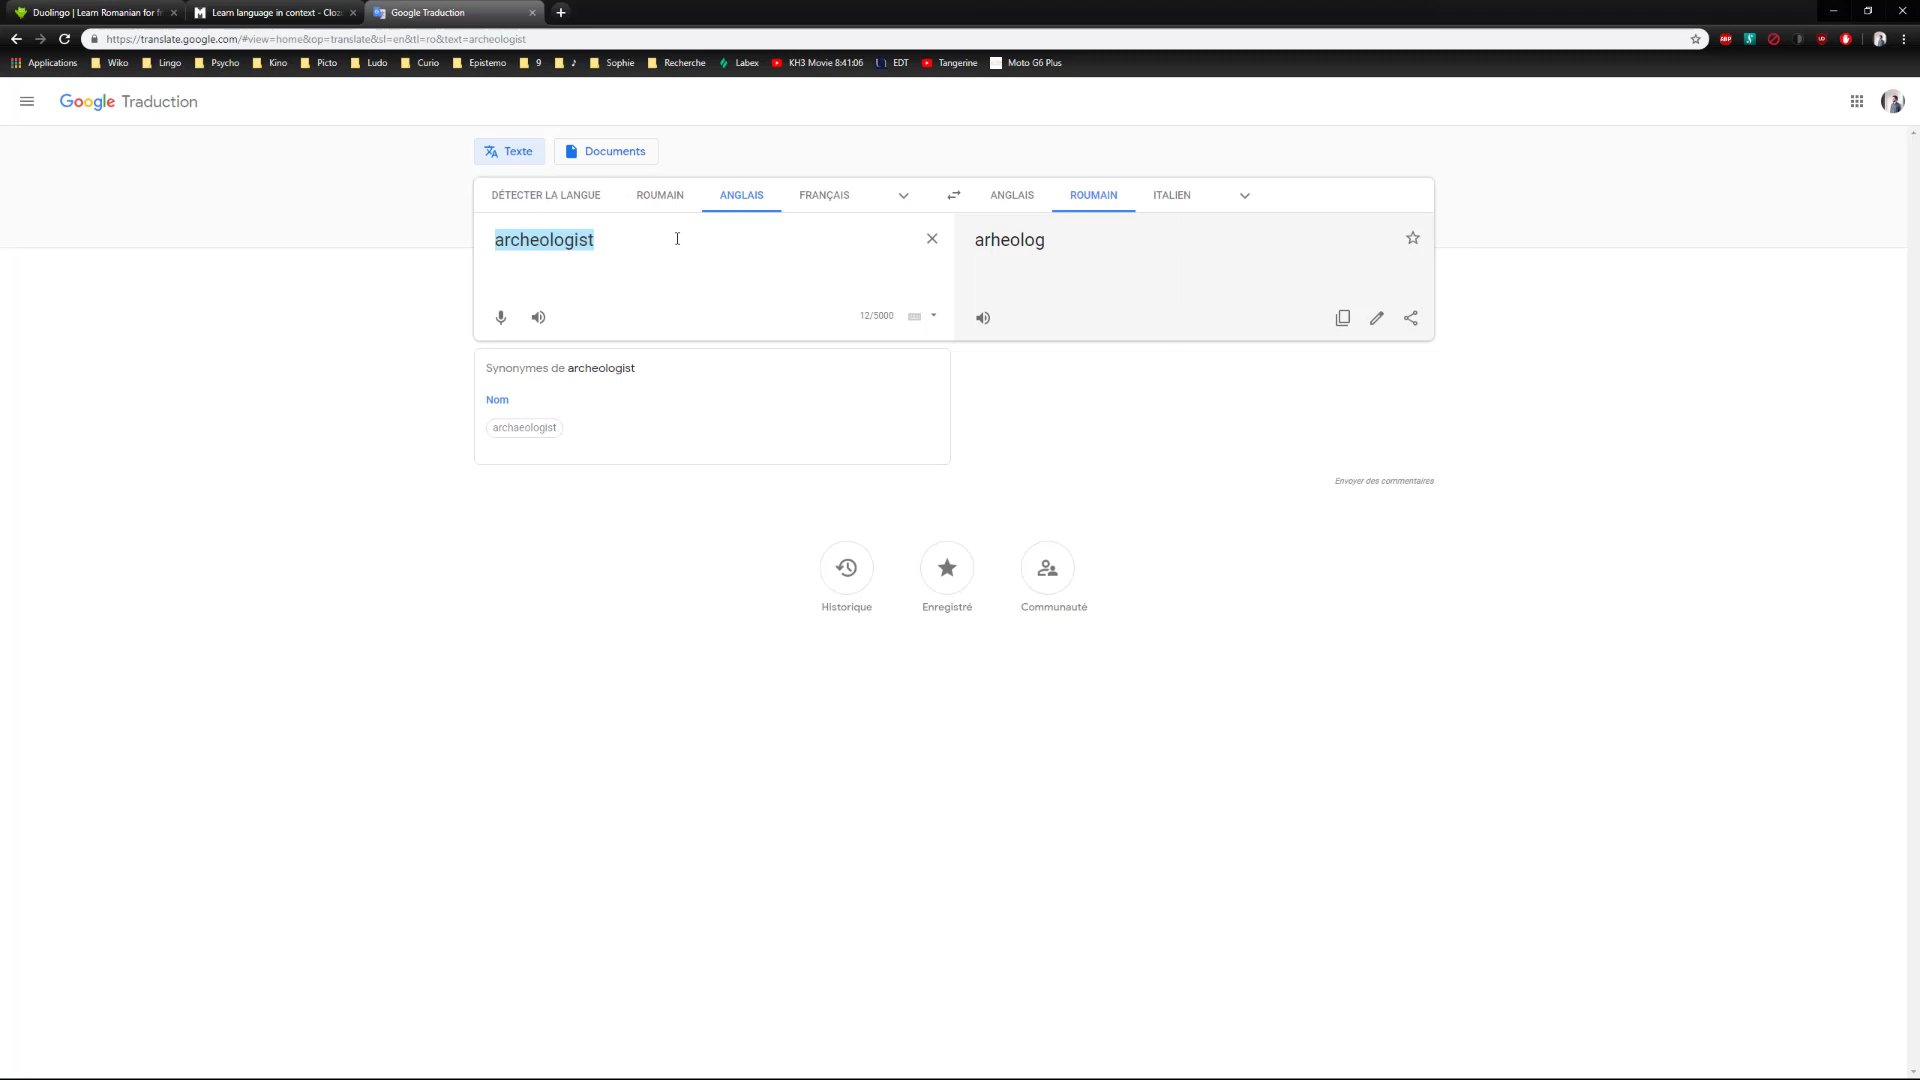 Duolingo | Learn Romanian for f
Learn language in context - Cloz
Google Traduction
https://translate.google.com/#view=home&op=translate&sl=en&tl=ro&text=archeologist
Applications Wiko Lingo Psycho Kino Picto Ludo Curio Epistemo 9 ♪ Sophie Recherche Labex KH3 Movie 8:41:06 EDT Tangerine Moto G6 Plus
Google Traduction
Texte Documents
DÉTECTER LA LANGUE ROUMAIN ANGLAIS FRANÇAIS ANGLAIS ROUMAIN ITALIEN
archeologist arheolog
12/5000
Synonymes de archeologist
Nom
archaeologist
Envoyer des commentaires
Historique Enregistré Communauté